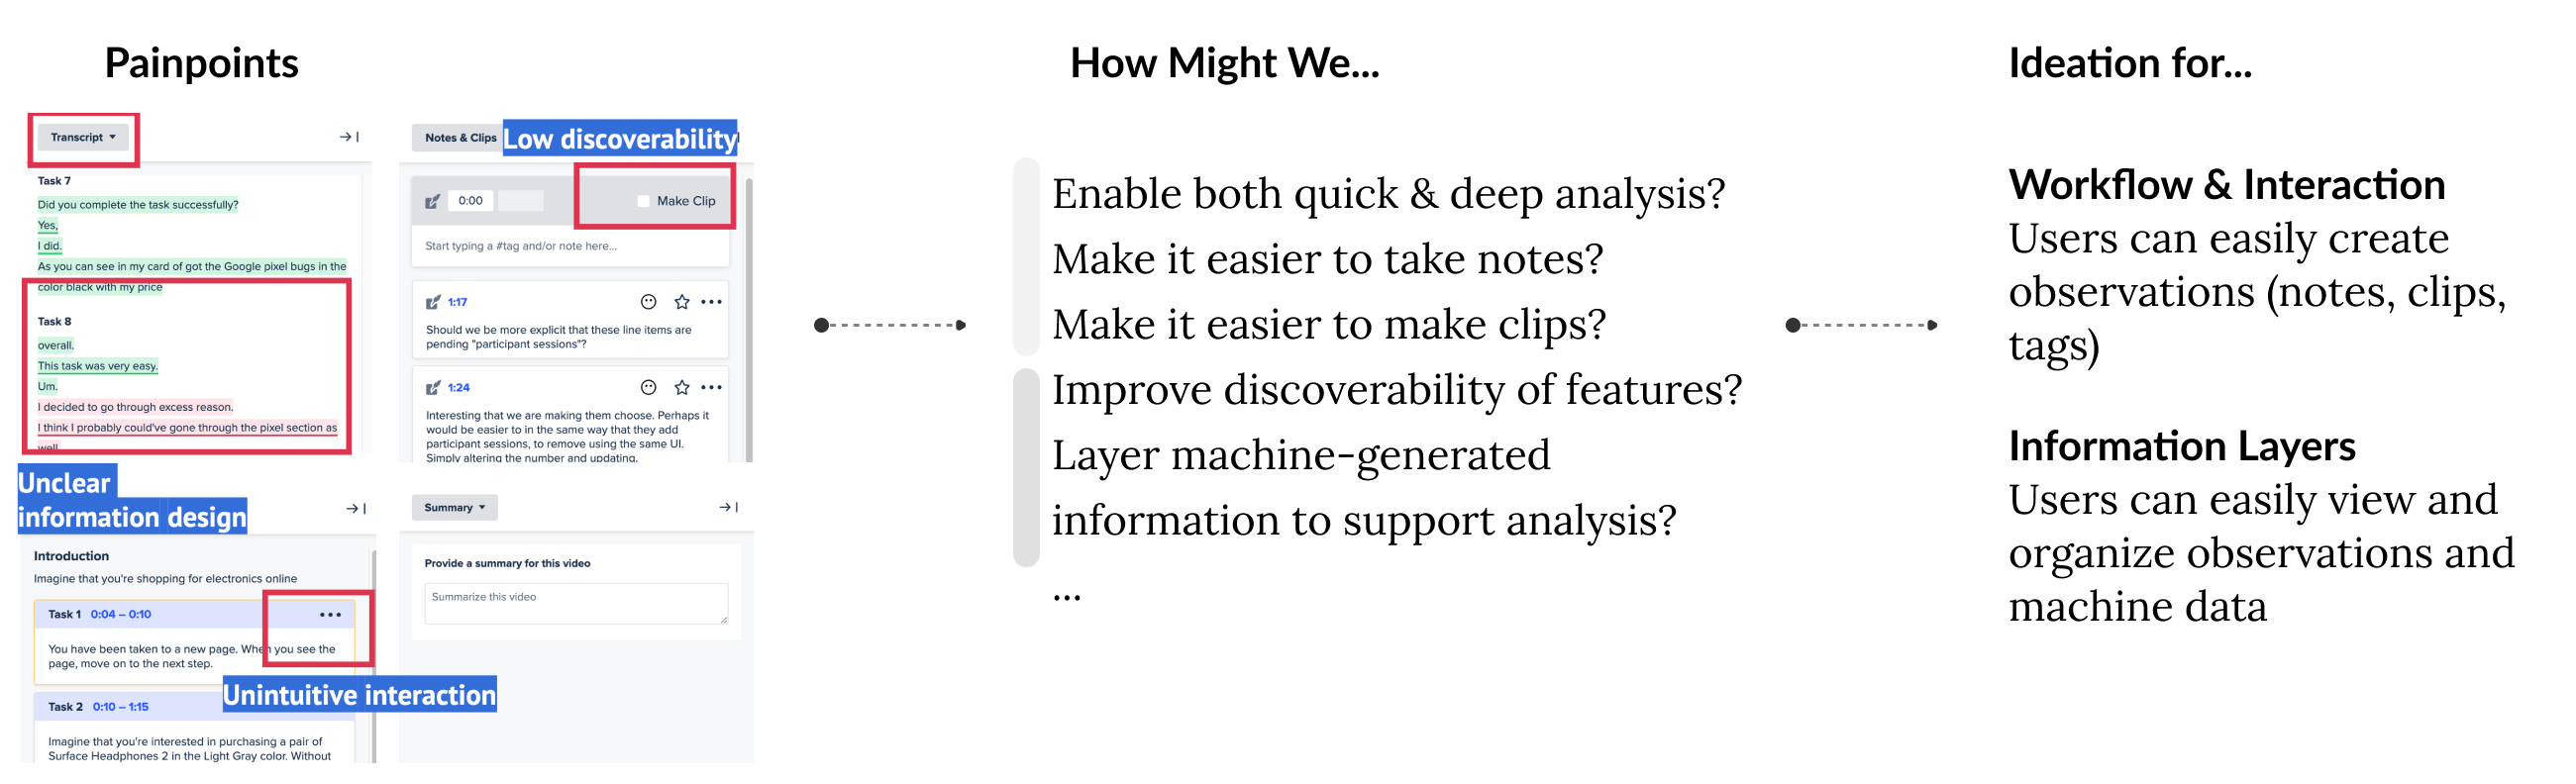 Painpoints
Transcript
Task 7
Did you complete the task successfully?
Yes,
I did.
As you can see in my card of got the Google pixel bugs in the
color black with my price
Task 8
overall.
This task was very easy.
Um.
I decided to go through excess reason.
I think I probably could've gone through the pixel section as
well
Notes & Clips
Low discoverability
0:00
Make Clip
Start typing a #tag and/or note here...
1:17
Should we be more explicit that these line items are
pending "participant sessions"?
1:24
Interesting that we are making them choose. Perhaps it
would be easier to in the same way that they add
participant sessions, to remove using the same UI.
Simply altering the number and updating.
Unclear
information design
Introduction
Imagine that you're shopping for electronics online
Task 1 0:04 – 0:10
You have been taken to a new page. When you see the
page, move on to the next step.
Unintuitive interaction
Task 2 0:10 – 1:15
Imagine that you're interested in purchasing a pair of
Surface Headphones 2 in the Light Gray color. Without
Summary
Provide a summary for this video
Summarize this video
How Might We...
Enable both quick & deep analysis?
Make it easier to take notes?
Make it easier to make clips?
Improve discoverability of features?
Layer machine-generated
information to support analysis?
...
Ideation for...
Workflow & Interaction
Users can easily create
observations (notes, clips,
tags)
Information Layers
Users can easily view and
organize observations and
machine data